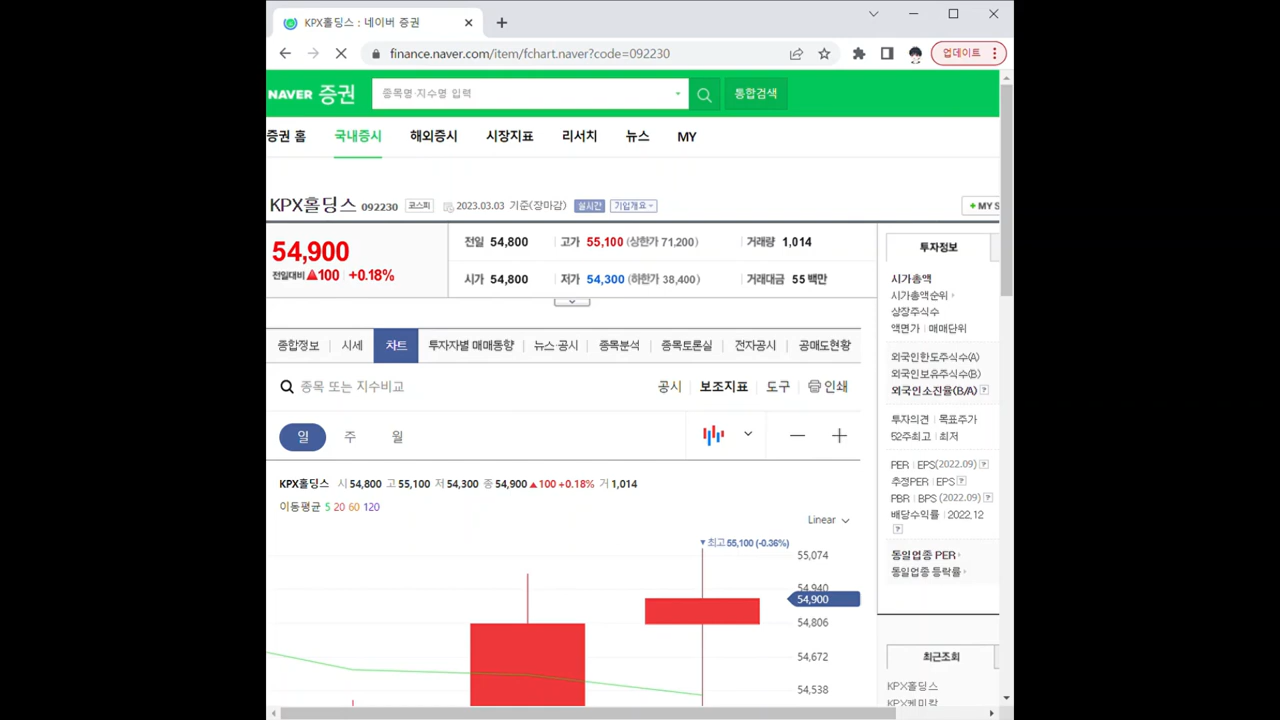 KPX홀딩스 : 네이버 증권
finance.naver.com/item/fchart.naver?code=092230
업데이트
NAVER 증권
종목명·지수명 입력
통합검색
증권 홈 국내증시 해외증시 시장지표 리서치 뉴스 MY
KPX홀딩스 092230 코스피 2023.03.03 기준(장마감) 실시간 기업개요
+ MY S
54,900
전일대비 ▲100 +0.18%
전일 54,800 고가 55,100 (상한가 71,200) 거래량 1,014
시가 54,800 저가 54,300 (하한가 38,400) 거래대금 55 백만
종합정보 시세 차트 투자자별 매매동향 뉴스·공시 종목분석 종목토론실 전자공시 공매도현황
종목 또는 지수비교 공시 보조지표 도구 인쇄
일 주 월
KPX홀딩스 시 54,800 고 55,100 저 54,300 종 54,900 ▲100 +0.18% 거 1,014
이동평균 5 20 60 120
Linear
▼최고 55,100 (-0.36%)
55,074
54,940
54,900
54,806
54,672
54,538
투자정보
시가총액
시가총액순위
상장주식수
액면가 매매단위
외국인한도주식수(A)
외국인보유주식수(B)
외국인소진율(B/A) ?
투자의견 목표주가
52주최고 최저
PER EPS(2022.09) ?
추정PER EPS ?
PBR BPS (2022.09) ?
배당수익률 2022.12
?
동일업종 PER
동일업종 등락률
최근조회
KPX홀딩스
KPX케미칼